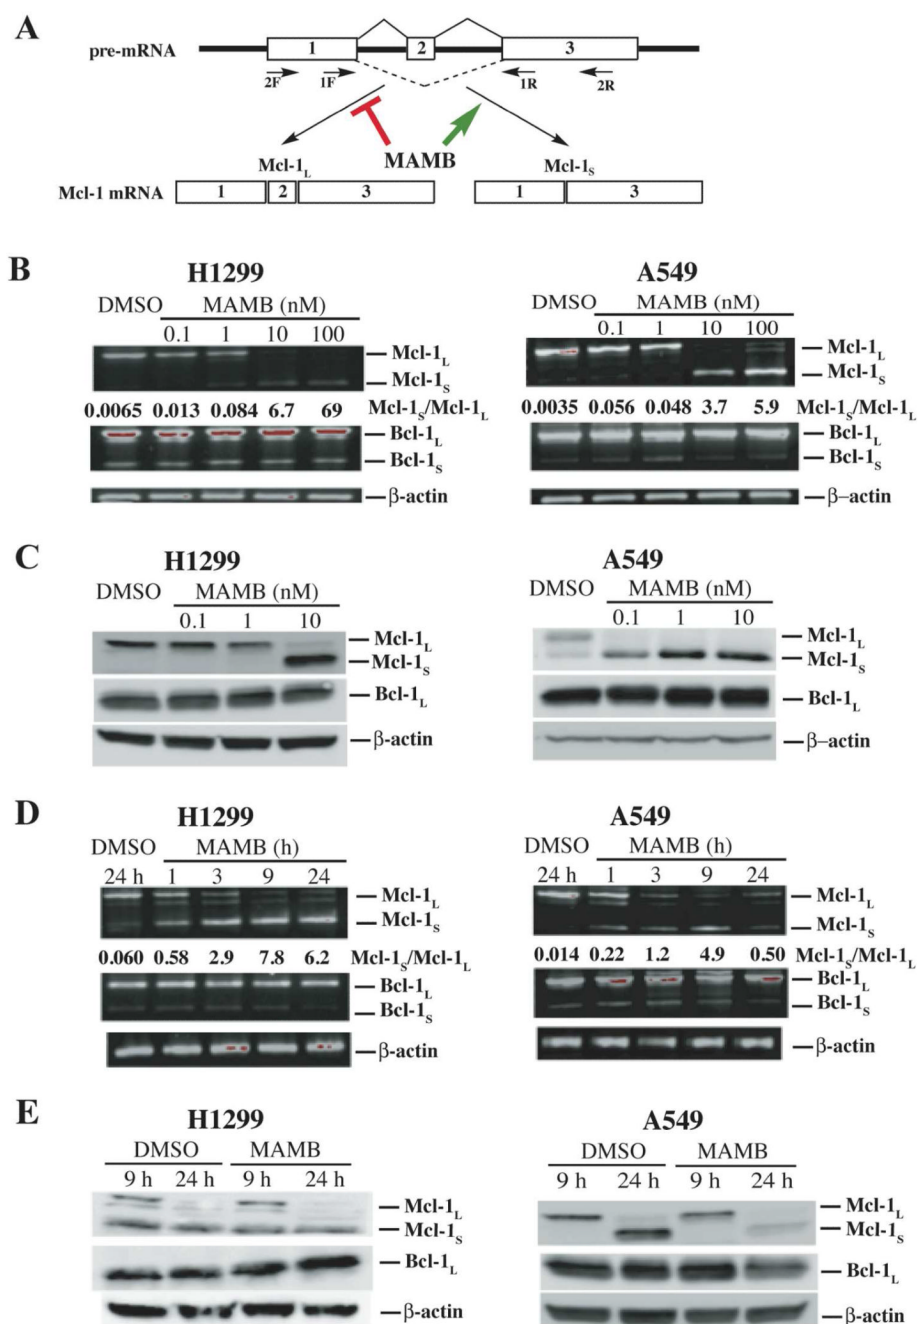 A
pre-mRNA 1 2 3
2F 1F 1R 2R
MAMB
Mcl-1L Mcl-1S
Mcl-1 mRNA 1 2 3 1 3
B
H1299
DMSO MAMB (nM)
0.1 1 10 100
Mcl-1L
Mcl-1S
0.0065 0.013 0.084 6.7 69 Mcl-1S/Mcl-1L
Bcl-1L
Bcl-1S
β-actin
A549
DMSO MAMB (nM)
0.1 1 10 100
Mcl-1L
Mcl-1S
0.0035 0.056 0.048 3.7 5.9 Mcl-1S/Mcl-1L
Bcl-1L
Bcl-1S
β–actin
C
H1299
DMSO MAMB (nM)
0.1 1 10
Mcl-1L
Mcl-1S
Bcl-1L
β-actin
A549
DMSO MAMB (nM)
0.1 1 10
Mcl-1L
Mcl-1S
Bcl-1L
β–actin
D
H1299
DMSO MAMB (h)
24 h 1 3 9 24
Mcl-1L
Mcl-1S
0.060 0.58 2.9 7.8 6.2 Mcl-1S/Mcl-1L
Bcl-1L
Bcl-1S
β-actin
A549
DMSO MAMB (h)
24 h 1 3 9 24
Mcl-1L
Mcl-1S
0.014 0.22 1.2 4.9 0.50 Mcl-1S/Mcl-1L
Bcl-1L
Bcl-1S
β-actin
E
H1299
DMSO MAMB
9 h 24 h 9 h 24 h
Mcl-1L
Mcl-1S
Bcl-1L
β-actin
A549
DMSO MAMB
9 h 24 h 9 h 24 h
Mcl-1L
Mcl-1S
Bcl-1L
β-actin